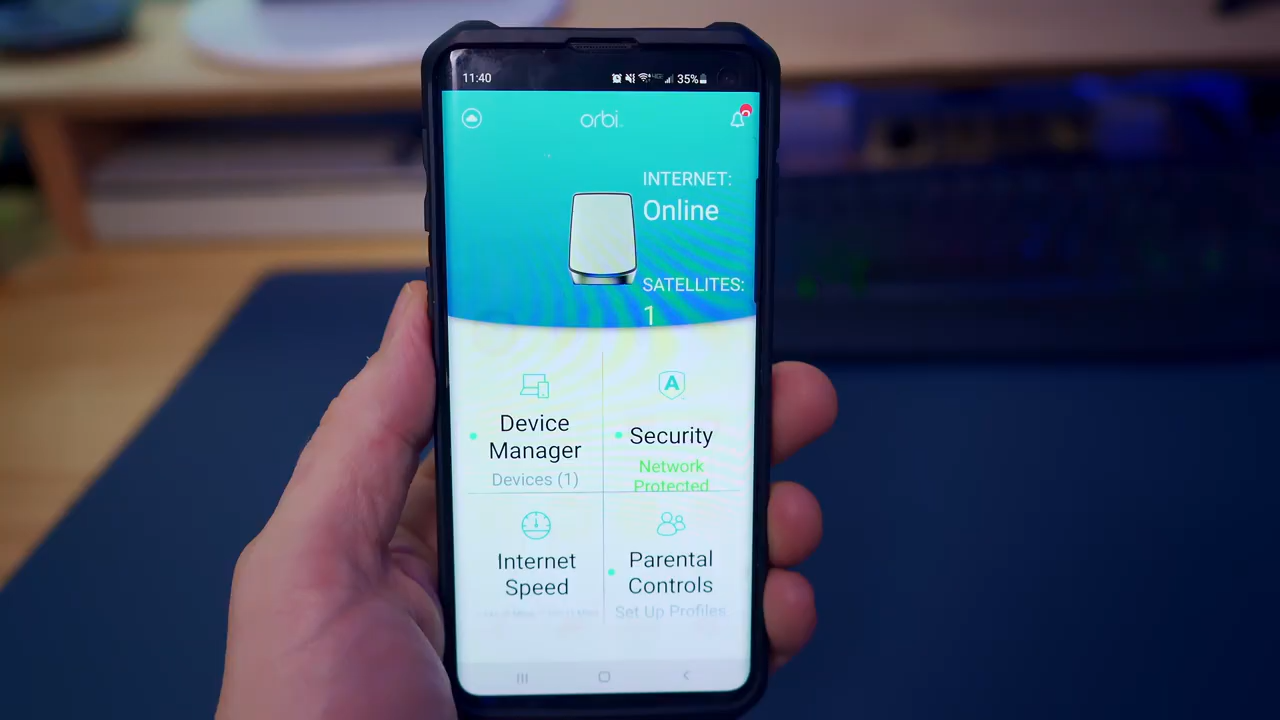 11:40
35%
orbi
INTERNET:
Online
SATELLITES:
1
A
Device
Manager
Devices (1)
Security
Network
Protected
Internet
Speed
Parental
Controls
Set Up Profiles